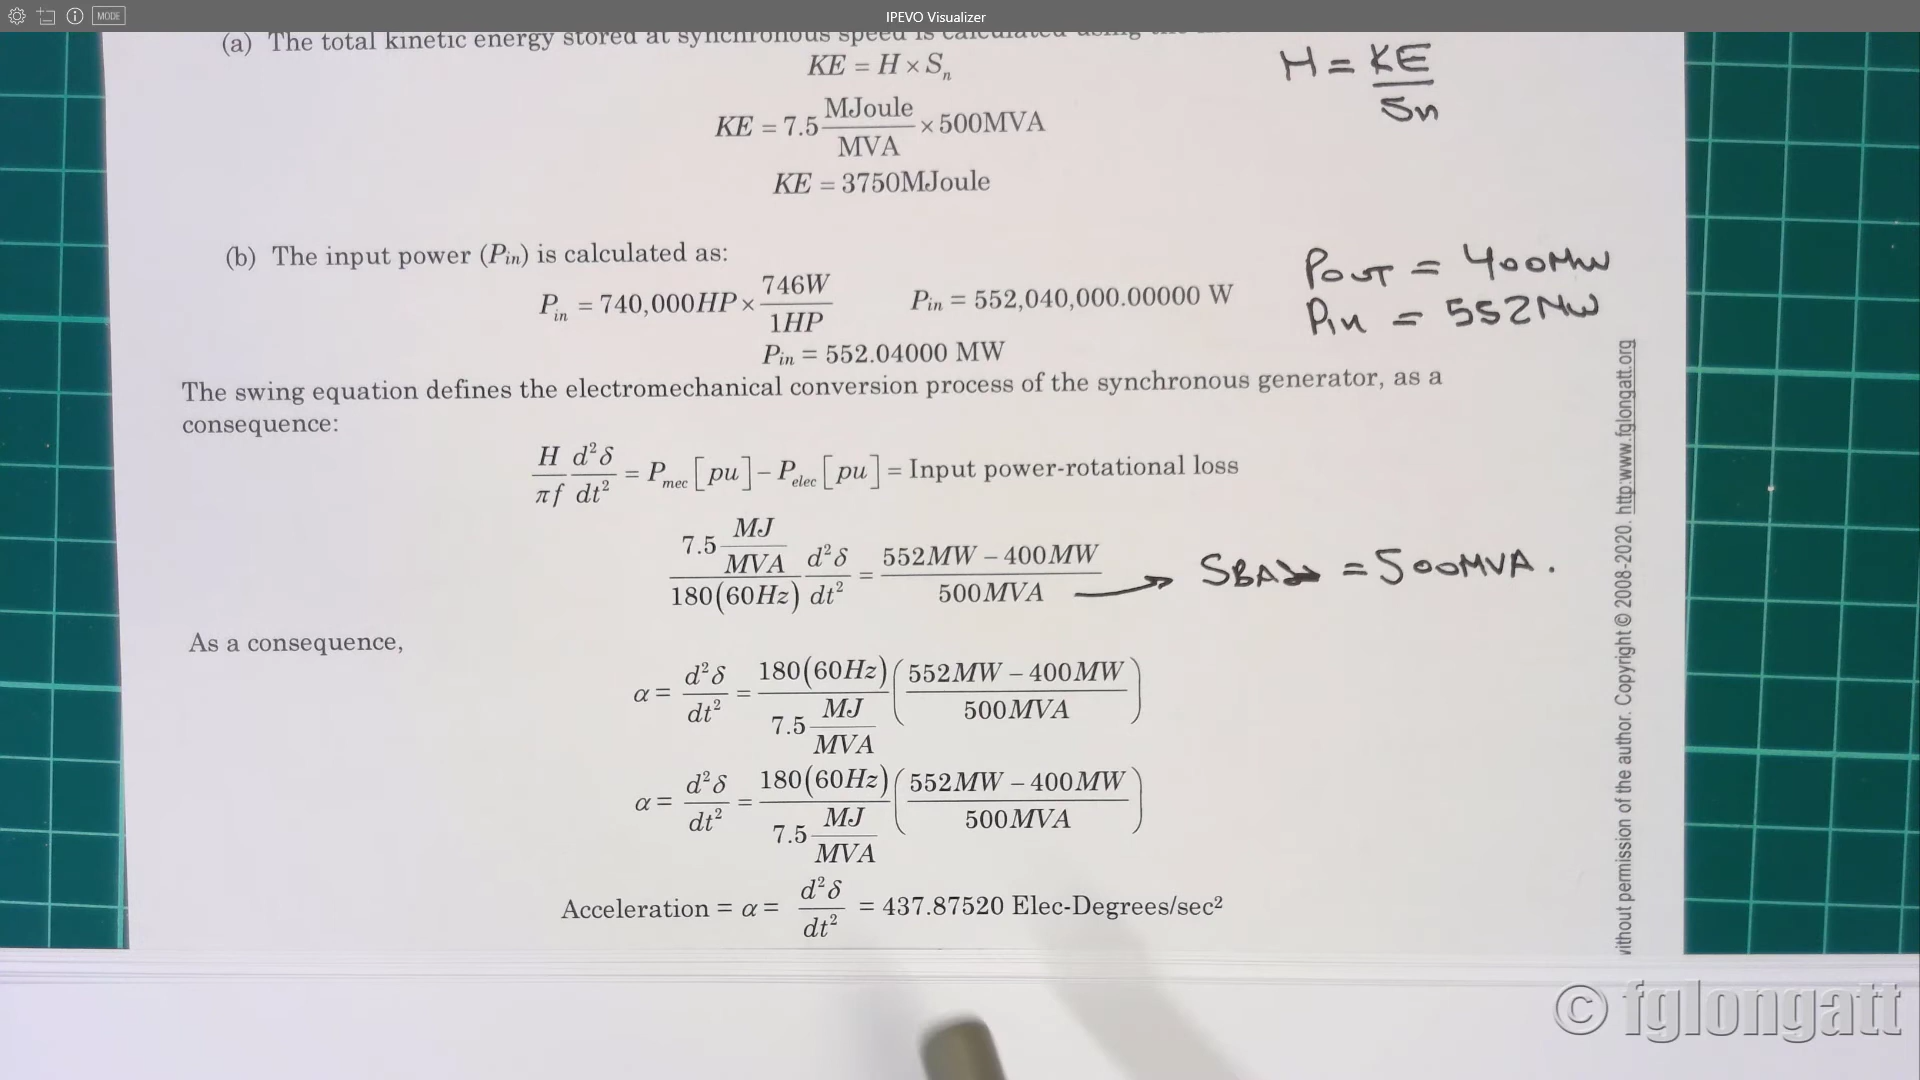 MODE
IPEVO Visualizer
(a) The total kinetic energy stored at synchronous speed is calculated using the
KE = H × Sn
H = KE / Sn
KE = 7.5 MJoule / MVA × 500MVA
KE = 3750MJoule
(b) The input power (Pin) is calculated as:
POUT = 400MW
Pin = 740,000HP × 746W / 1HP
Pin = 552,040,000.00000 W
Pin = 552MW
Pin = 552.04000 MW
The swing equation defines the electromechanical conversion process of the synchronous generator, as a
consequence:
H / πf d²δ / dt² = Pmec [pu] – Pelec [pu] = Input power-rotational loss
7.5 MJ / MVA / 180(60Hz) d²δ / dt² = 552MW – 400MW / 500MVA
SBASE = 500MVA.
As a consequence,
α = d²δ / dt² = 180(60Hz) / 7.5 MJ / MVA (552MW – 400MW / 500MVA)
α = d²δ / dt² = 180(60Hz) / 7.5 MJ / MVA (552MW – 400MW / 500MVA)
Acceleration = α = d²δ / dt² = 437.87520 Elec-Degrees/sec²
without permission of the author. Copyright © 2008-2020. http:www.fglongatt.org
© fglongatt